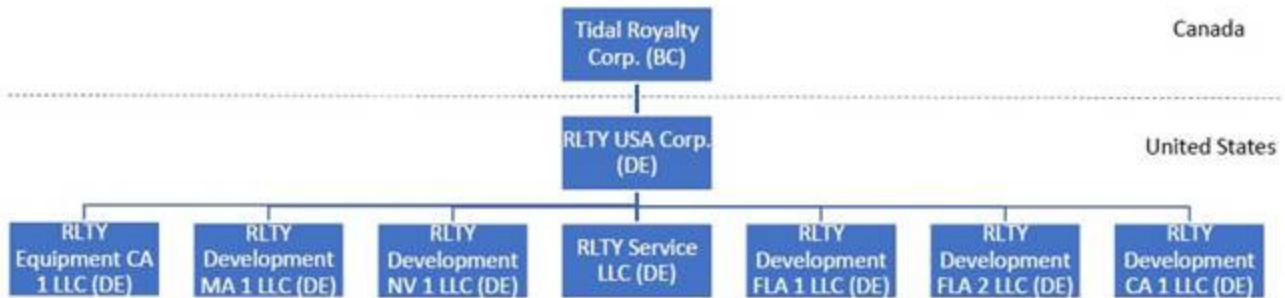 Tidal Royalty
Corp. (BC)
Canada
RLTY USA Corp.
(DE)
United States
RLTY
Equipment CA
1 LLC (DE)
RLTY
Development
MA 1 LLC (DE)
RLTY
Development
NV 1 LLC (DE)
RLTY Service
LLC (DE)
RLTY
Development
FLA 1 LLC (DE)
RLTY
Development
FLA 2 LLC (DE)
RLTY
Development
CA 1 LLC (DE)